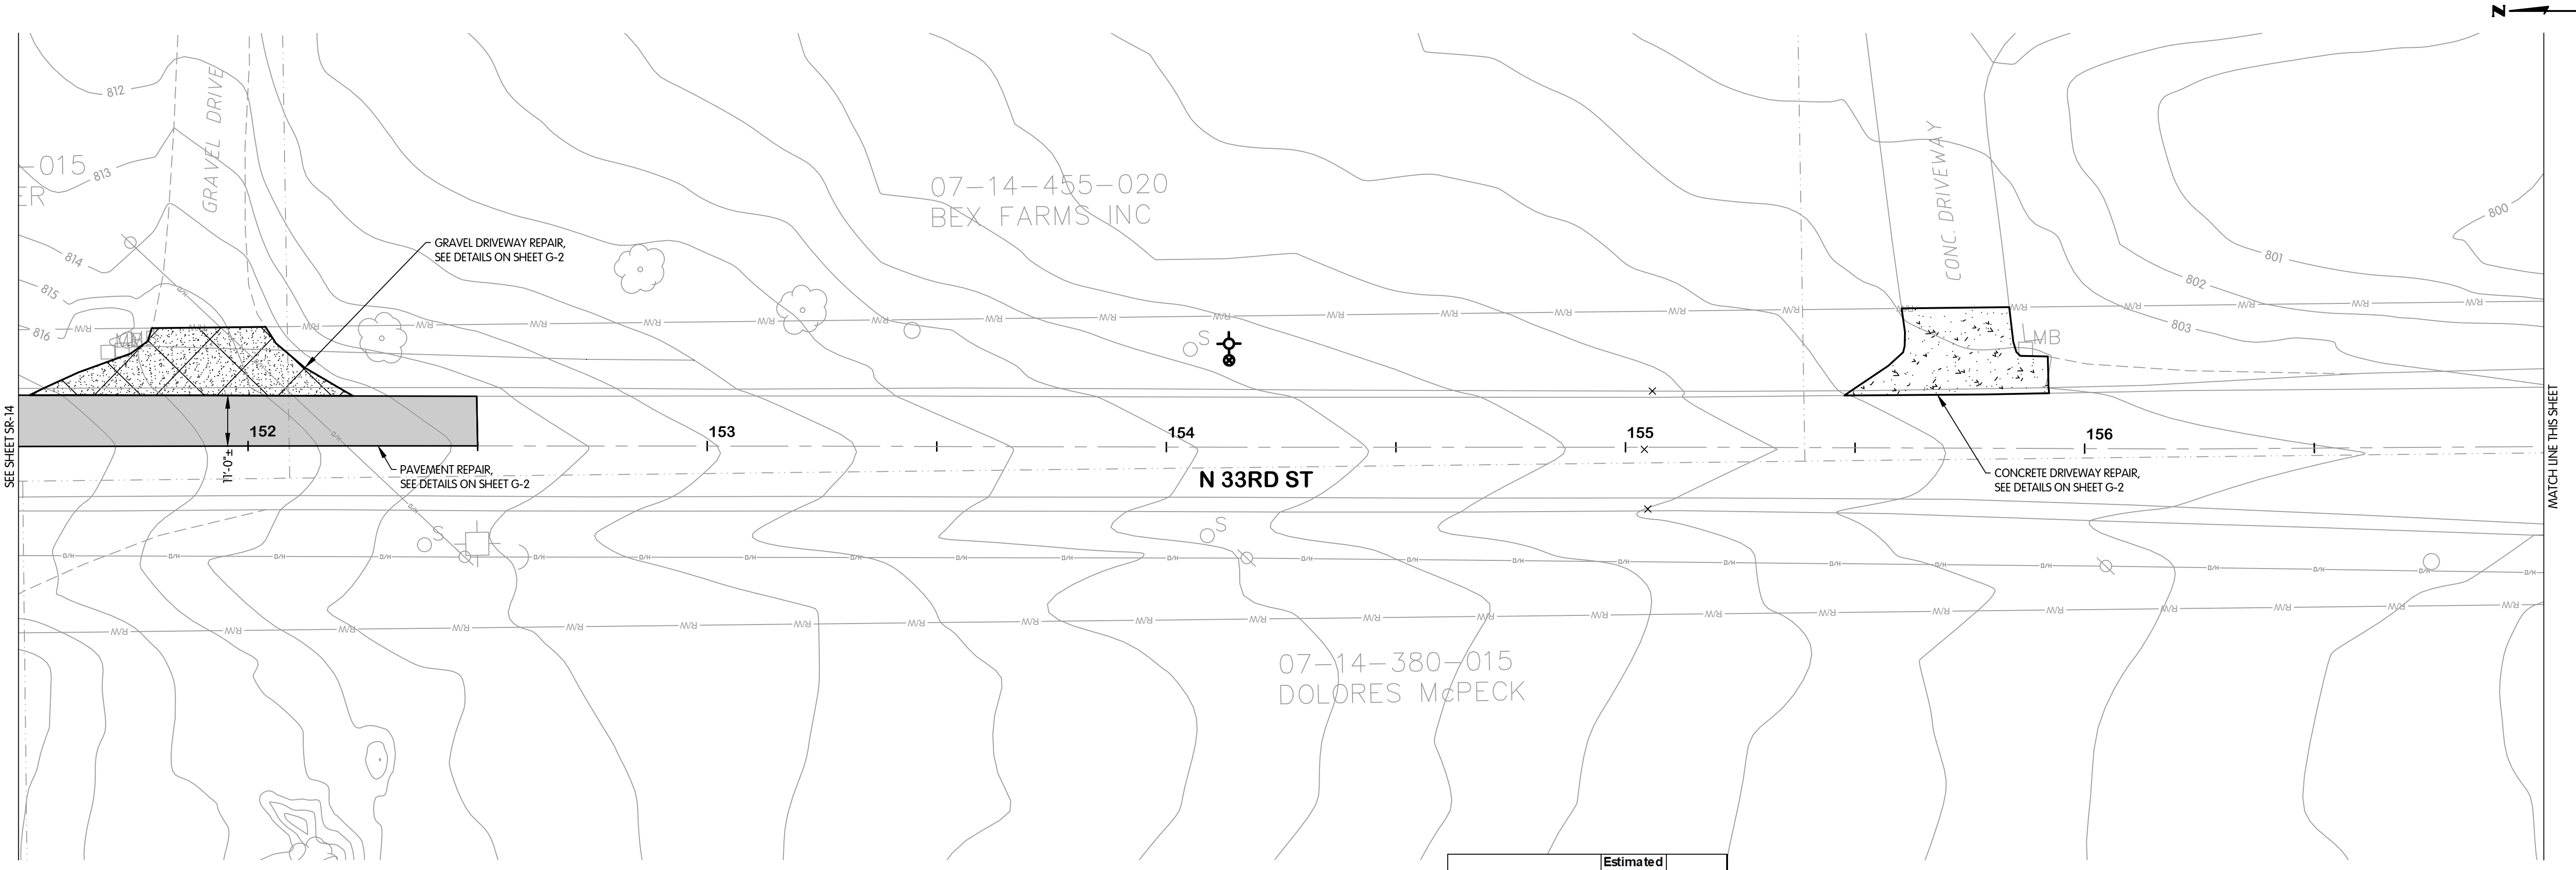 N
812
GRAVEL DRIVE
-015
ER
813
07-14-455-020
BEX FARMS INC
CONC. DRIVEWAY
800
GRAVEL DRIVEWAY REPAIR,
SEE DETAILS ON SHEET G-2
814
801
802
815
816
803
R/W
MB
S
MB
SEE SHEET SR-14
MATCH LINE THIS SHEET
152
153
154
155
156
11'-0"±
PAVEMENT REPAIR,
SEE DETAILS ON SHEET G-2
N 33RD ST
CONCRETE DRIVEWAY REPAIR,
SEE DETAILS ON SHEET G-2
S
S
O/H
R/W
07-14-380-015
DOLORES McPECK
Estimated